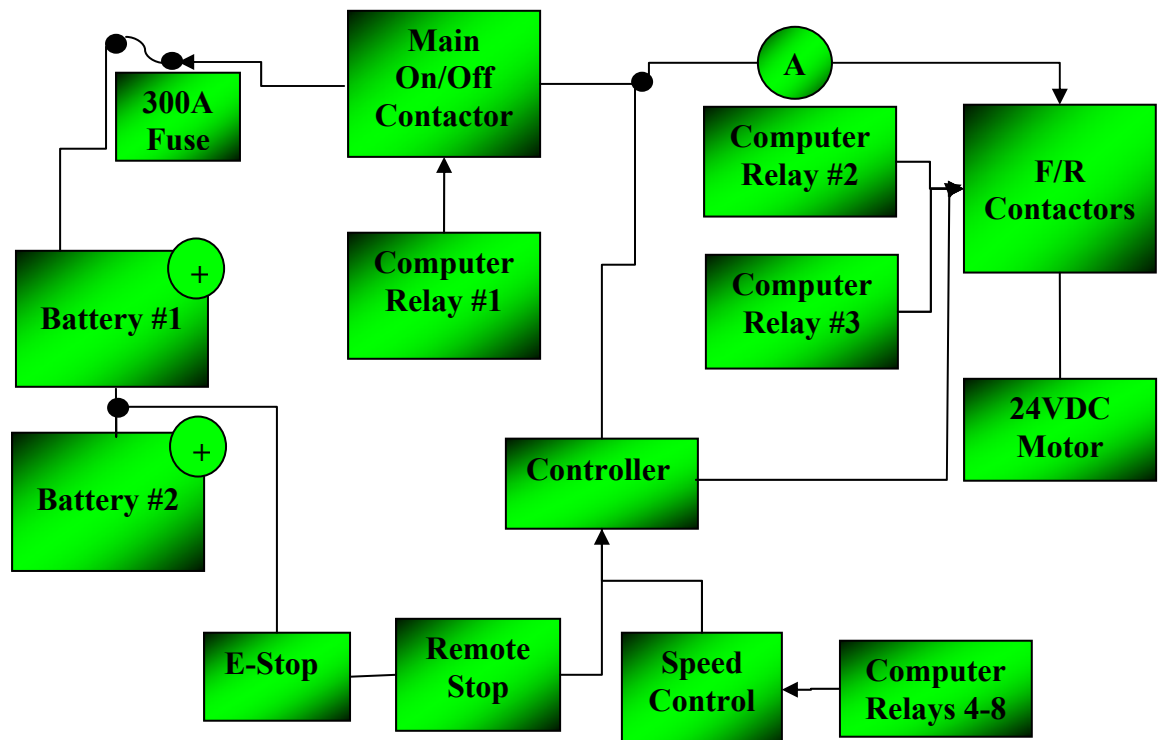 Main
On/Off
Contactor
A
300A
Fuse
Computer
Relay #2
F/R
Contactors
+
Battery #1
Computer
Relay #1
Computer
Relay #3
24VDC
Motor
+
Battery #2
Controller
E-Stop
Remote
Stop
Speed
Control
Computer
Relays 4-8